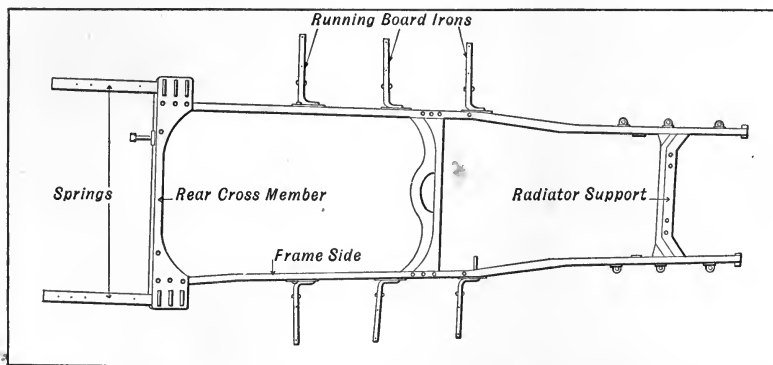 Running Board Irons
Springs
Rear Cross Member
Radiator Support
Frame Side